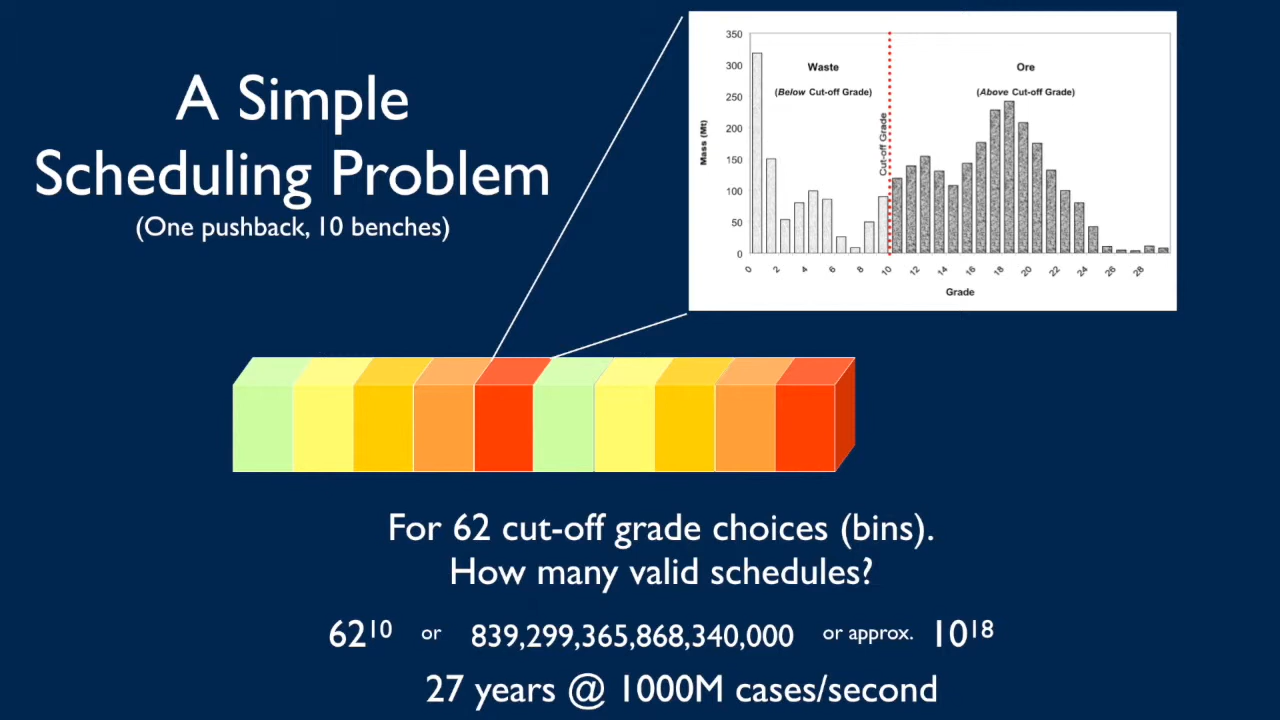 A Simple
Scheduling Problem
(One pushback, 10 benches)
350
300
250
200
150
100
50
0
Mass (Mt)
Waste
(Below Cut-off Grade)
Cut-off Grade
Ore
(Above Cut-off Grade)
0 2 4 6 8 10 12 14 16 18 20 22 24 26 28
Grade
For 62 cut-off grade choices (bins).
How many valid schedules?
62¹⁰ or 839,299,365,868,340,000 or approx. 10¹⁸
27 years @ 1000M cases/second